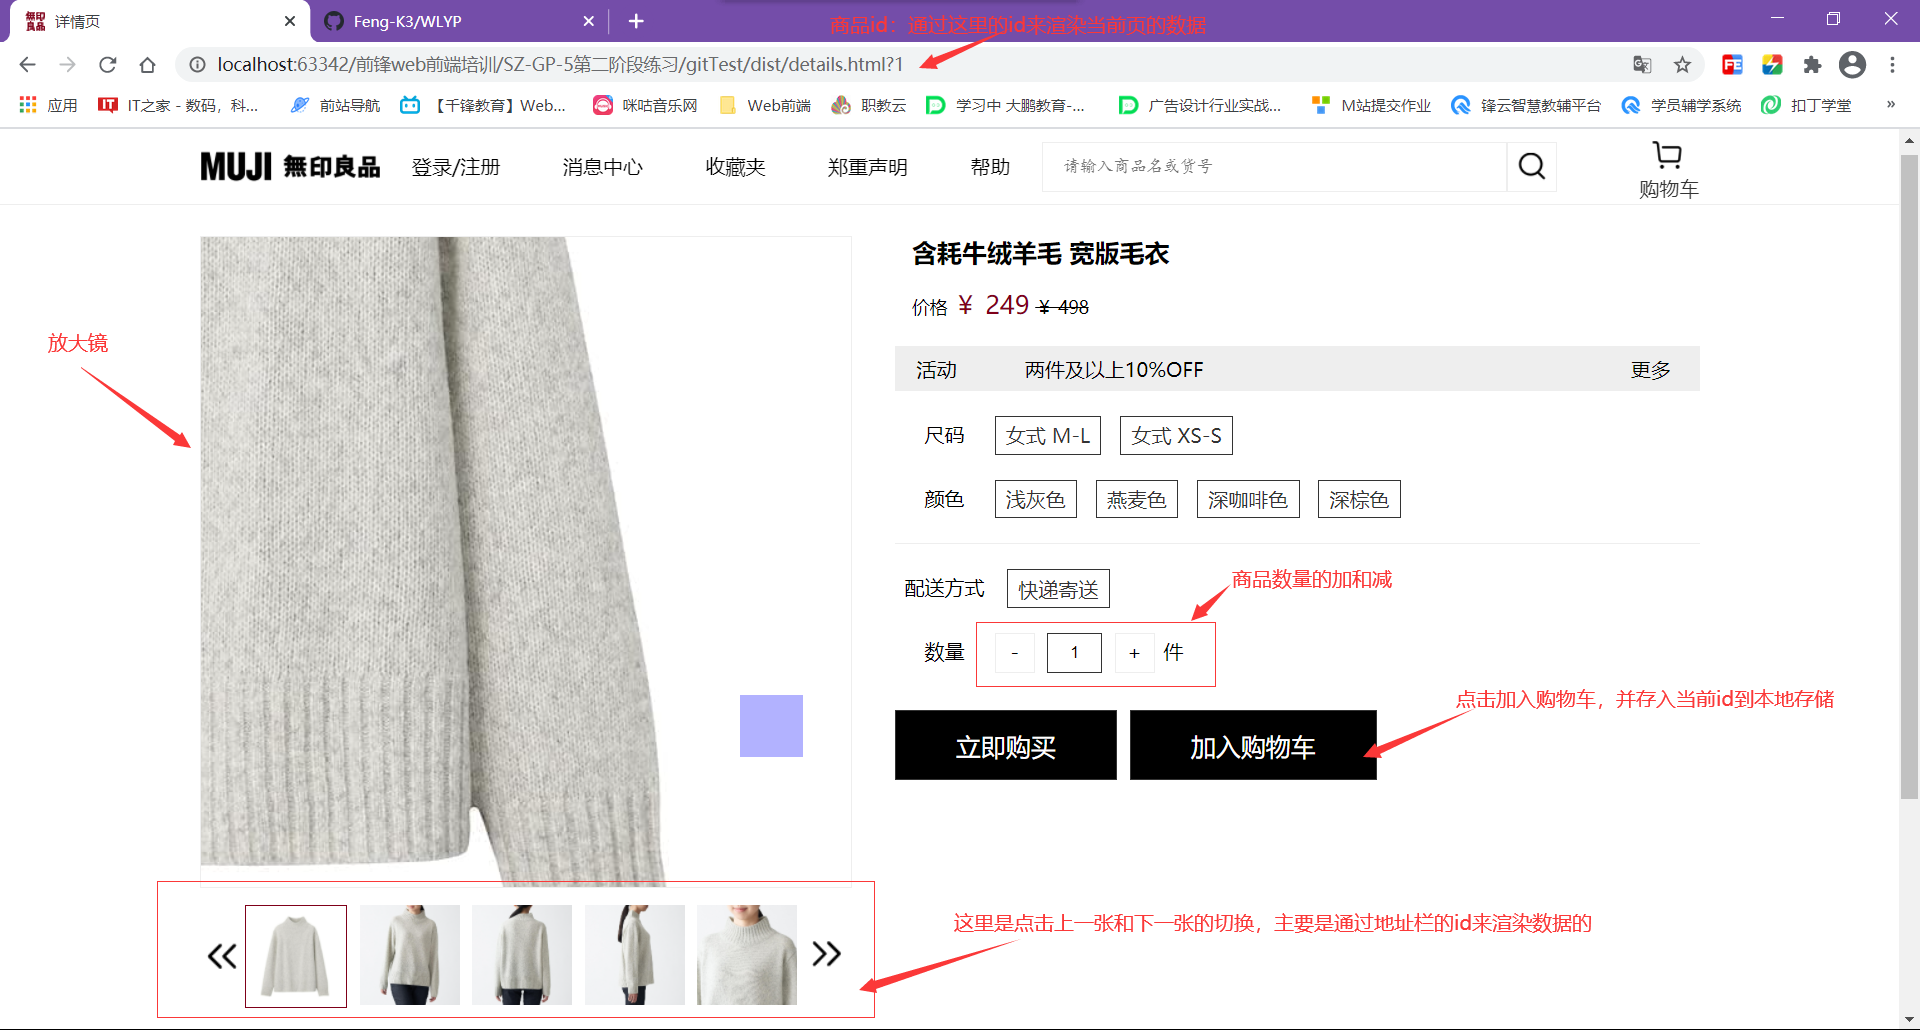 無印良品
详情页
Feng-K3/WLYP
商品id：通过这里的id来渲染当前页的数据
localhost:63342/前锋web前端培训/SZ-GP-5第二阶段练习/gitTest/dist/details.html?1
应用
IT之家 - 数码，科...
前站导航
【千锋教育】Web...
咪咕音乐网
Web前端
职教云
学习中 大鹏教育-...
广告设计行业实战...
M站提交作业
锋云智慧教辅平台
学员辅学系统
扣丁学堂
»
MUJI 無印良品
登录/注册
消息中心
收藏夹
郑重声明
帮助
请输入商品名或货号
购物车
含耗牛绒羊毛 宽版毛衣
价格 ¥ 249 ¥ 498
放大镜
活动 两件及以上10%OFF 更多
尺码 女式 M-L 女式 XS-S
颜色 浅灰色 燕麦色 深咖啡色 深棕色
商品数量的加和减
配送方式 快递寄送
数量 - 1 + 件
点击加入购物车，并存入当前id到本地存储
立即购买 加入购物车
这里是点击上一张和下一张的切换，主要是通过地址栏的id来渲染数据的